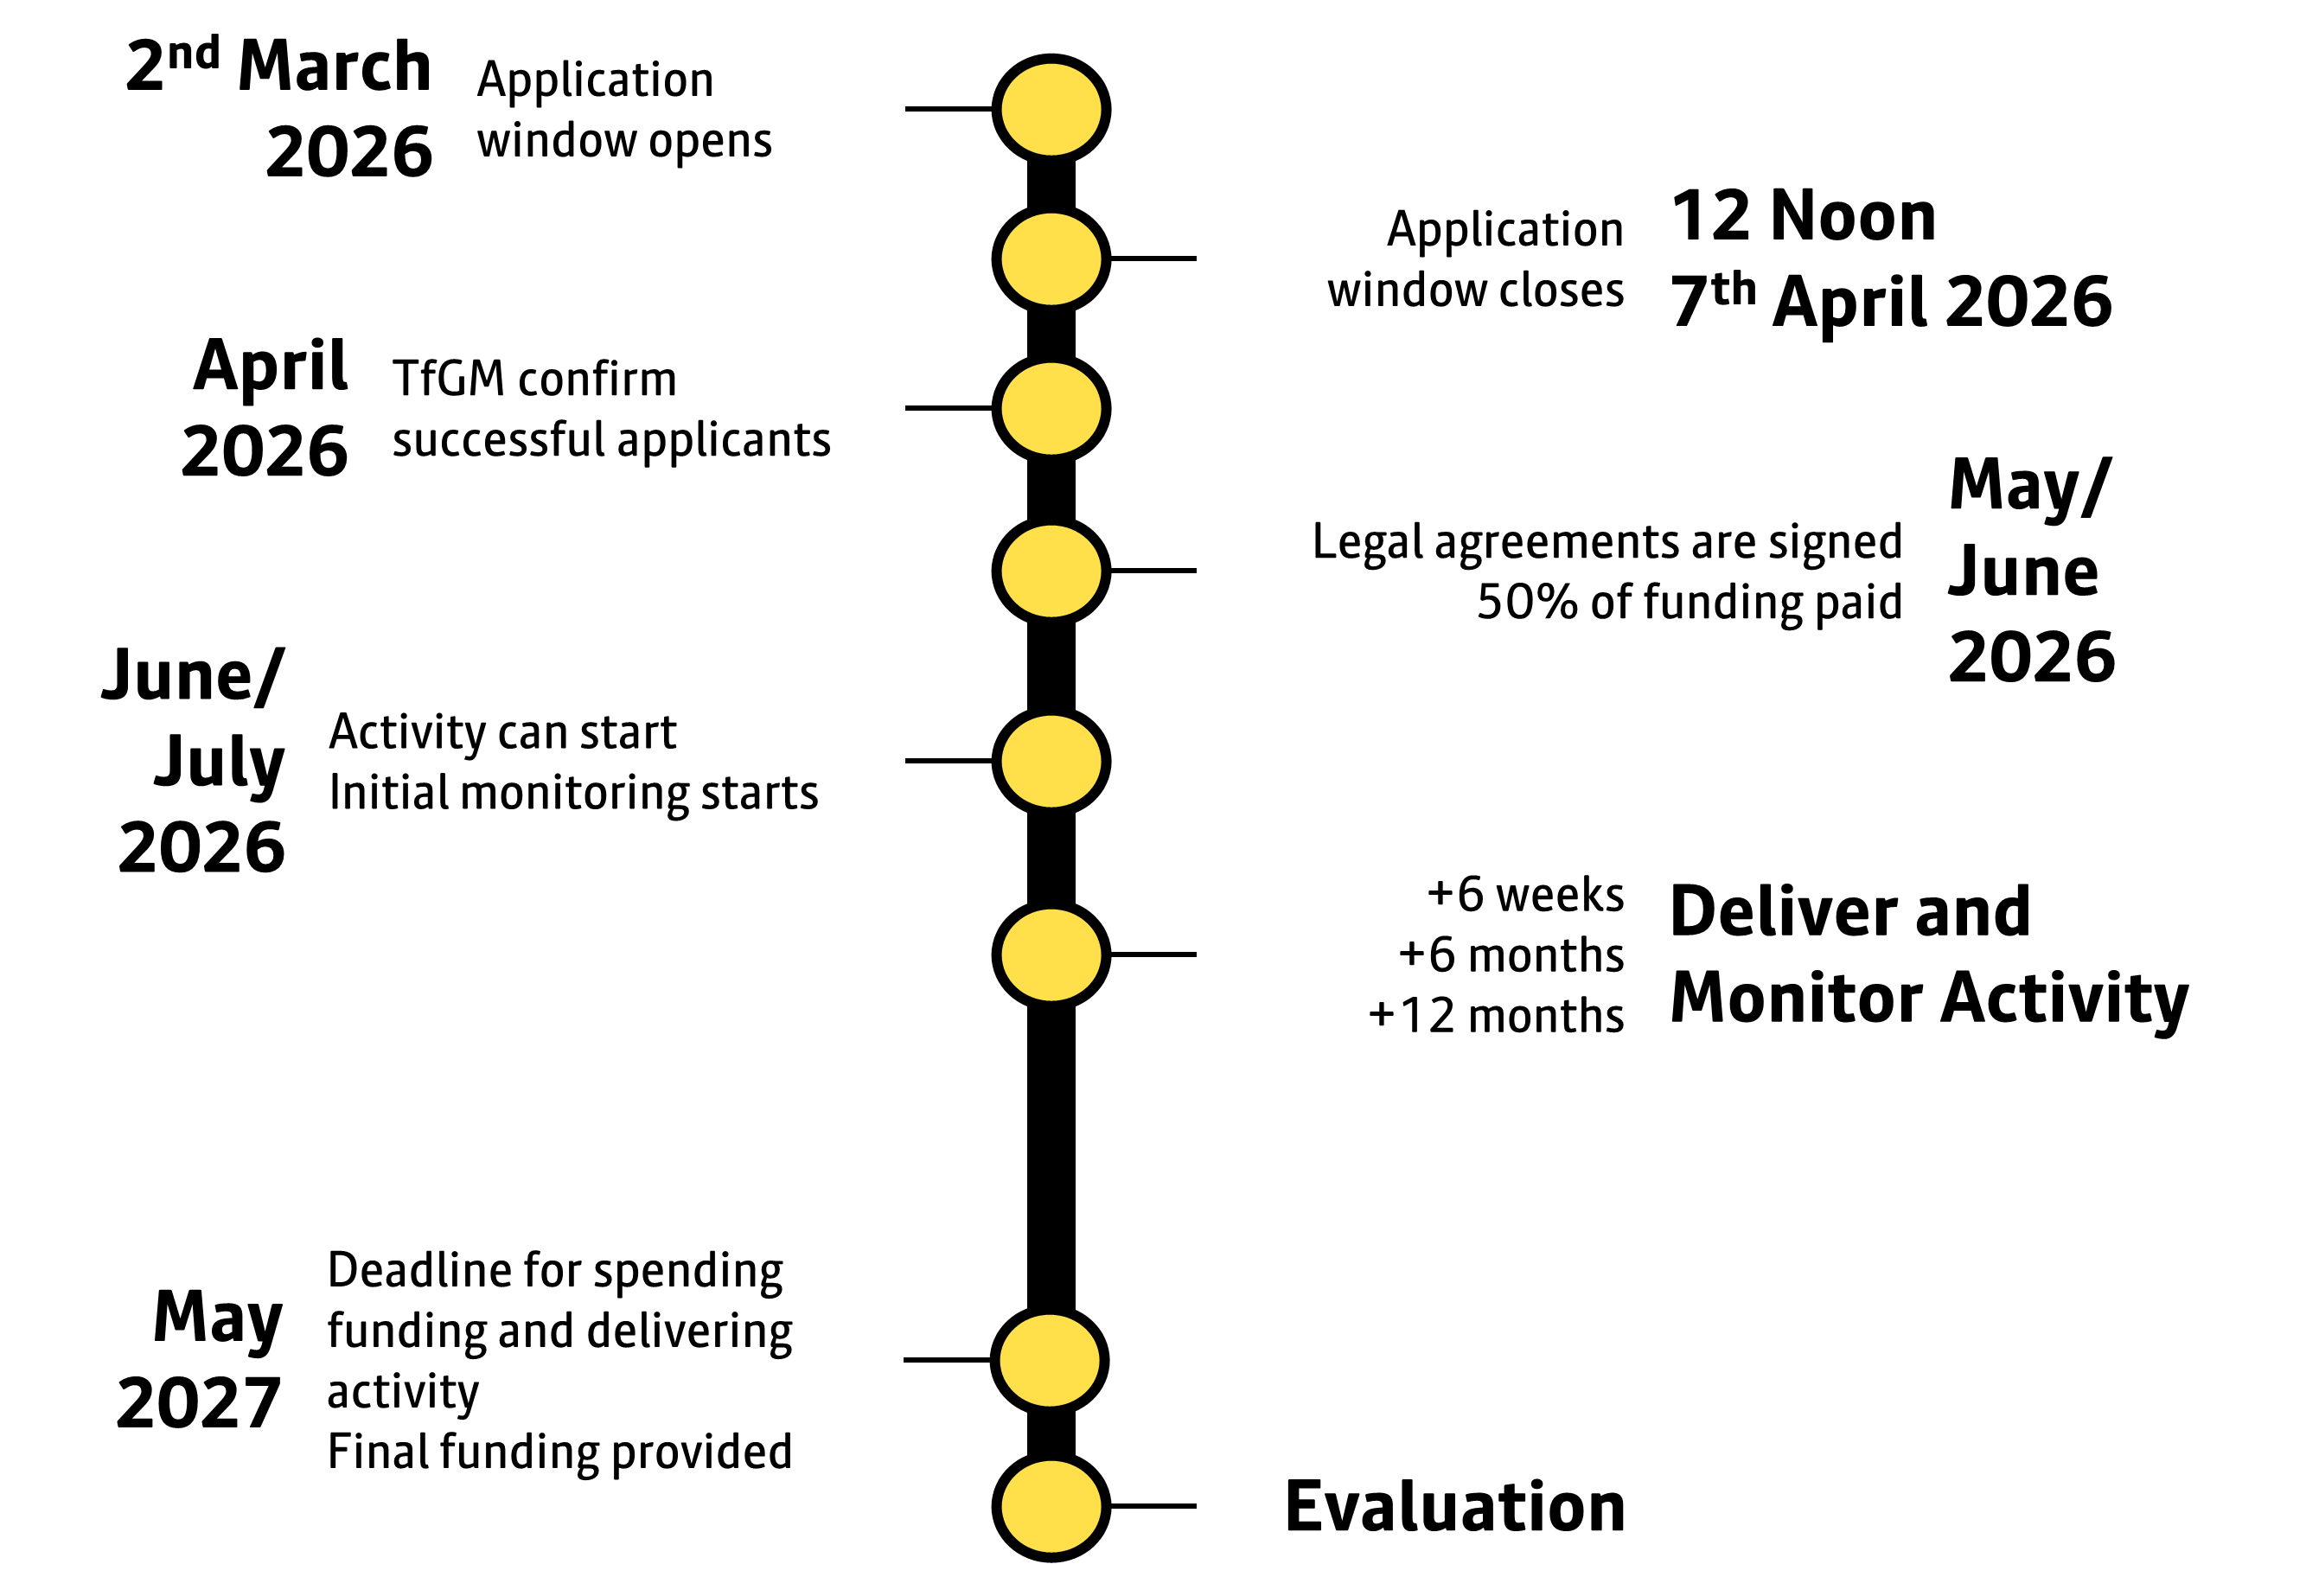 2nd March
2026
Application
window opens
Application
window closes
12 Noon
7th April 2026
April
2026
TfGM confirm
successful applicants
Legal agreements are signed
50% of funding paid
May/
June
2026
June/
July
2026
Activity can start
Initial monitoring starts
+6 weeks
+6 months
+12 months
Deliver and
Monitor Activity
May
2027
Deadline for spending
funding and delivering
activity
Final funding provided
Evaluation